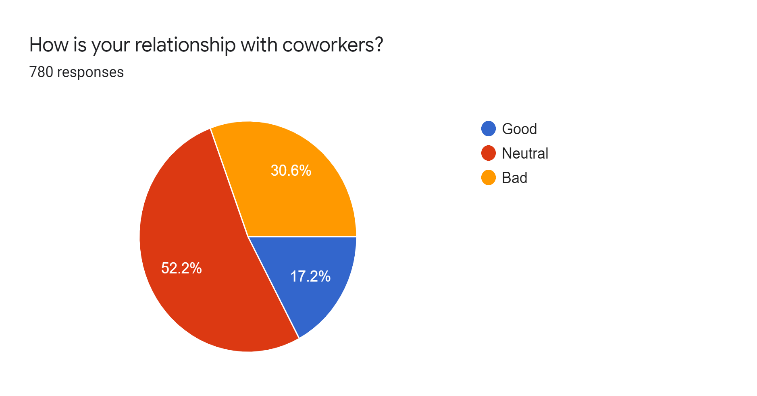 How is your relationship with coworkers?
780 responses
Good
Neutral
Bad
30.6%
52.2%
17.2%